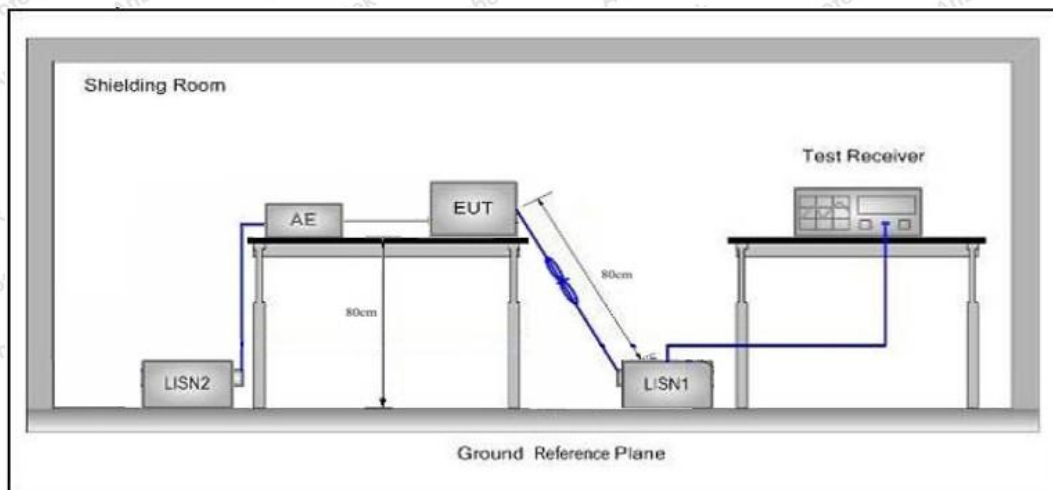 Shielding Room
Test Receiver
AE
EUT
80cm
80cm
LISN2
LISN1
Ground Reference Plane